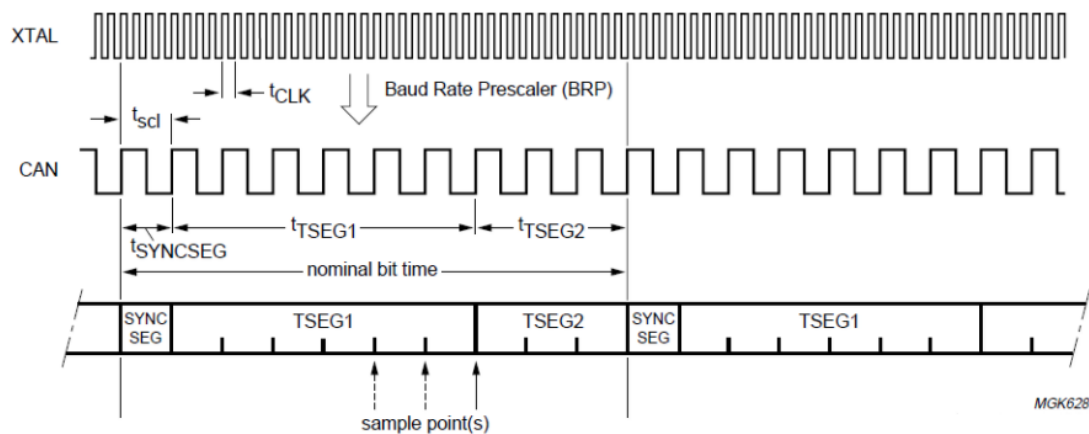 XTAL
tCLK
Baud Rate Prescaler (BRP)
tscl
CAN
tTSEG1
tTSEG2
tSYNCSEG
nominal bit time
SYNC
SEG
TSEG1
TSEG2
SYNC
SEG
TSEG1
sample point(s)
MGK628